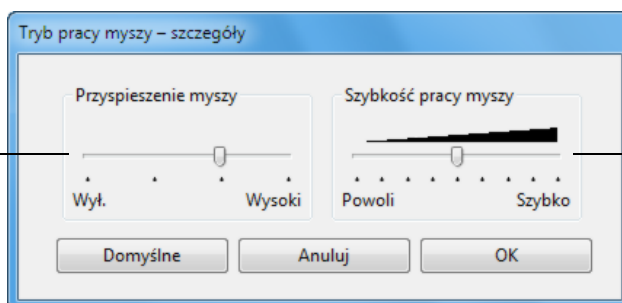 Tryb pracy myszy – szczegóły
Przyspieszenie myszy
Szybkość pracy myszy
Wył.
Wysoki
Powoli
Szybko
Domyślne
Anuluj
OK